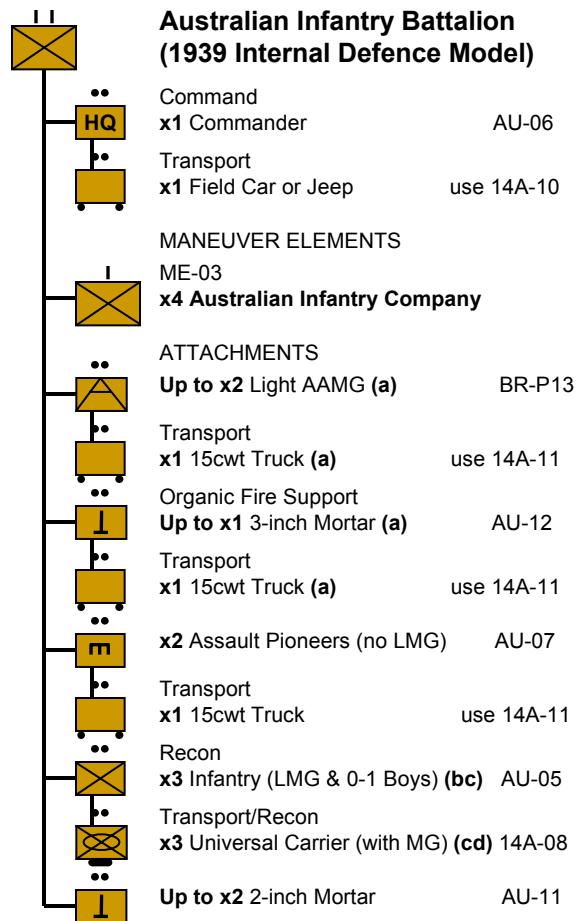 Australian Infantry Battalion
(1939 Internal Defence Model)
Command
HQ x1 Commander AU-06
Transport
x1 Field Car or Jeep use 14A-10
MANEUVER ELEMENTS
ME-03
x4 Australian Infantry Company
ATTACHMENTS
Up to x2 Light AAMG (a) BR-P13
Transport
x1 15cwt Truck (a) use 14A-11
Organic Fire Support
Up to x1 3-inch Mortar (a) AU-12
Transport
x1 15cwt Truck (a) use 14A-11
x2 Assault Pioneers (no LMG) AU-07
Transport
x1 15cwt Truck use 14A-11
Recon
x3 Infantry (LMG & 0-1 Boys) (bc) AU-05
Transport/Recon
x3 Universal Carrier (with MG) (cd) 14A-08
Up to x2 2-inch Mortar AU-11